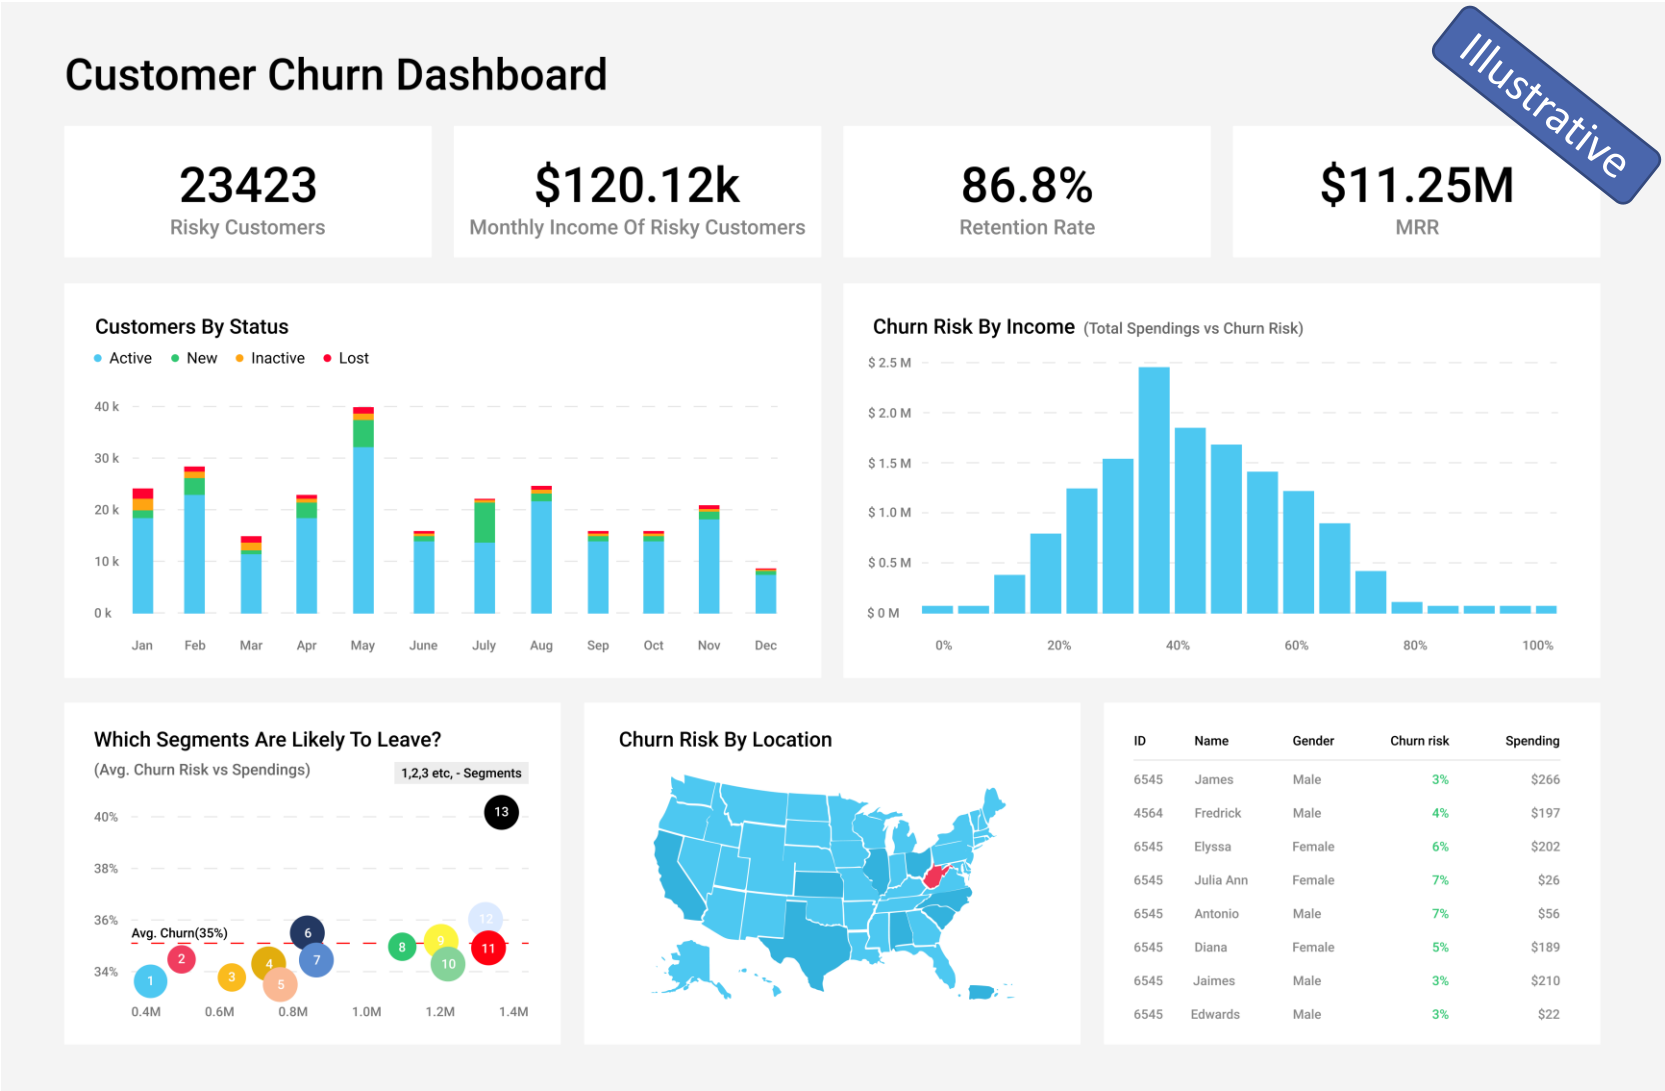 Customer Churn Dashboard
Illustrative
23423
Risky Customers
$120.12k
Monthly Income Of Risky Customers
86.8%
Retention Rate
$11.25M
MRR
Customers By Status
Active New Inactive Lost
40 k
30 k
20 k
10 k
0 k
Jan Feb Mar Apr May June July Aug Sep Oct Nov Dec
Churn Risk By Income (Total Spendings vs Churn Risk)
$ 2.5 M
$ 2.0 M
$ 1.5 M
$ 1.0 M
$ 0.5 M
$ 0 M
0% 20% 40% 60% 80% 100%
Which Segments Are Likely To Leave?
(Avg. Churn Risk vs Spendings)
1,2,3 etc, - Segments
40%
38%
36%
34%
Avg. Churn(35%)
1
2
3
4
5
6
7
8
9
10
11
12
13
0.4M 0.6M 0.8M 1.0M 1.2M 1.4M
Churn Risk By Location
ID Name Gender Churn risk Spending
6545 James Male 3% $266
4564 Fredrick Male 4% $197
6545 Elyssa Female 6% $202
6545 Julia Ann Female 7% $26
6545 Antonio Male 7% $56
6545 Diana Female 5% $189
6545 Jaimes Male 3% $210
6545 Edwards Male 3% $22